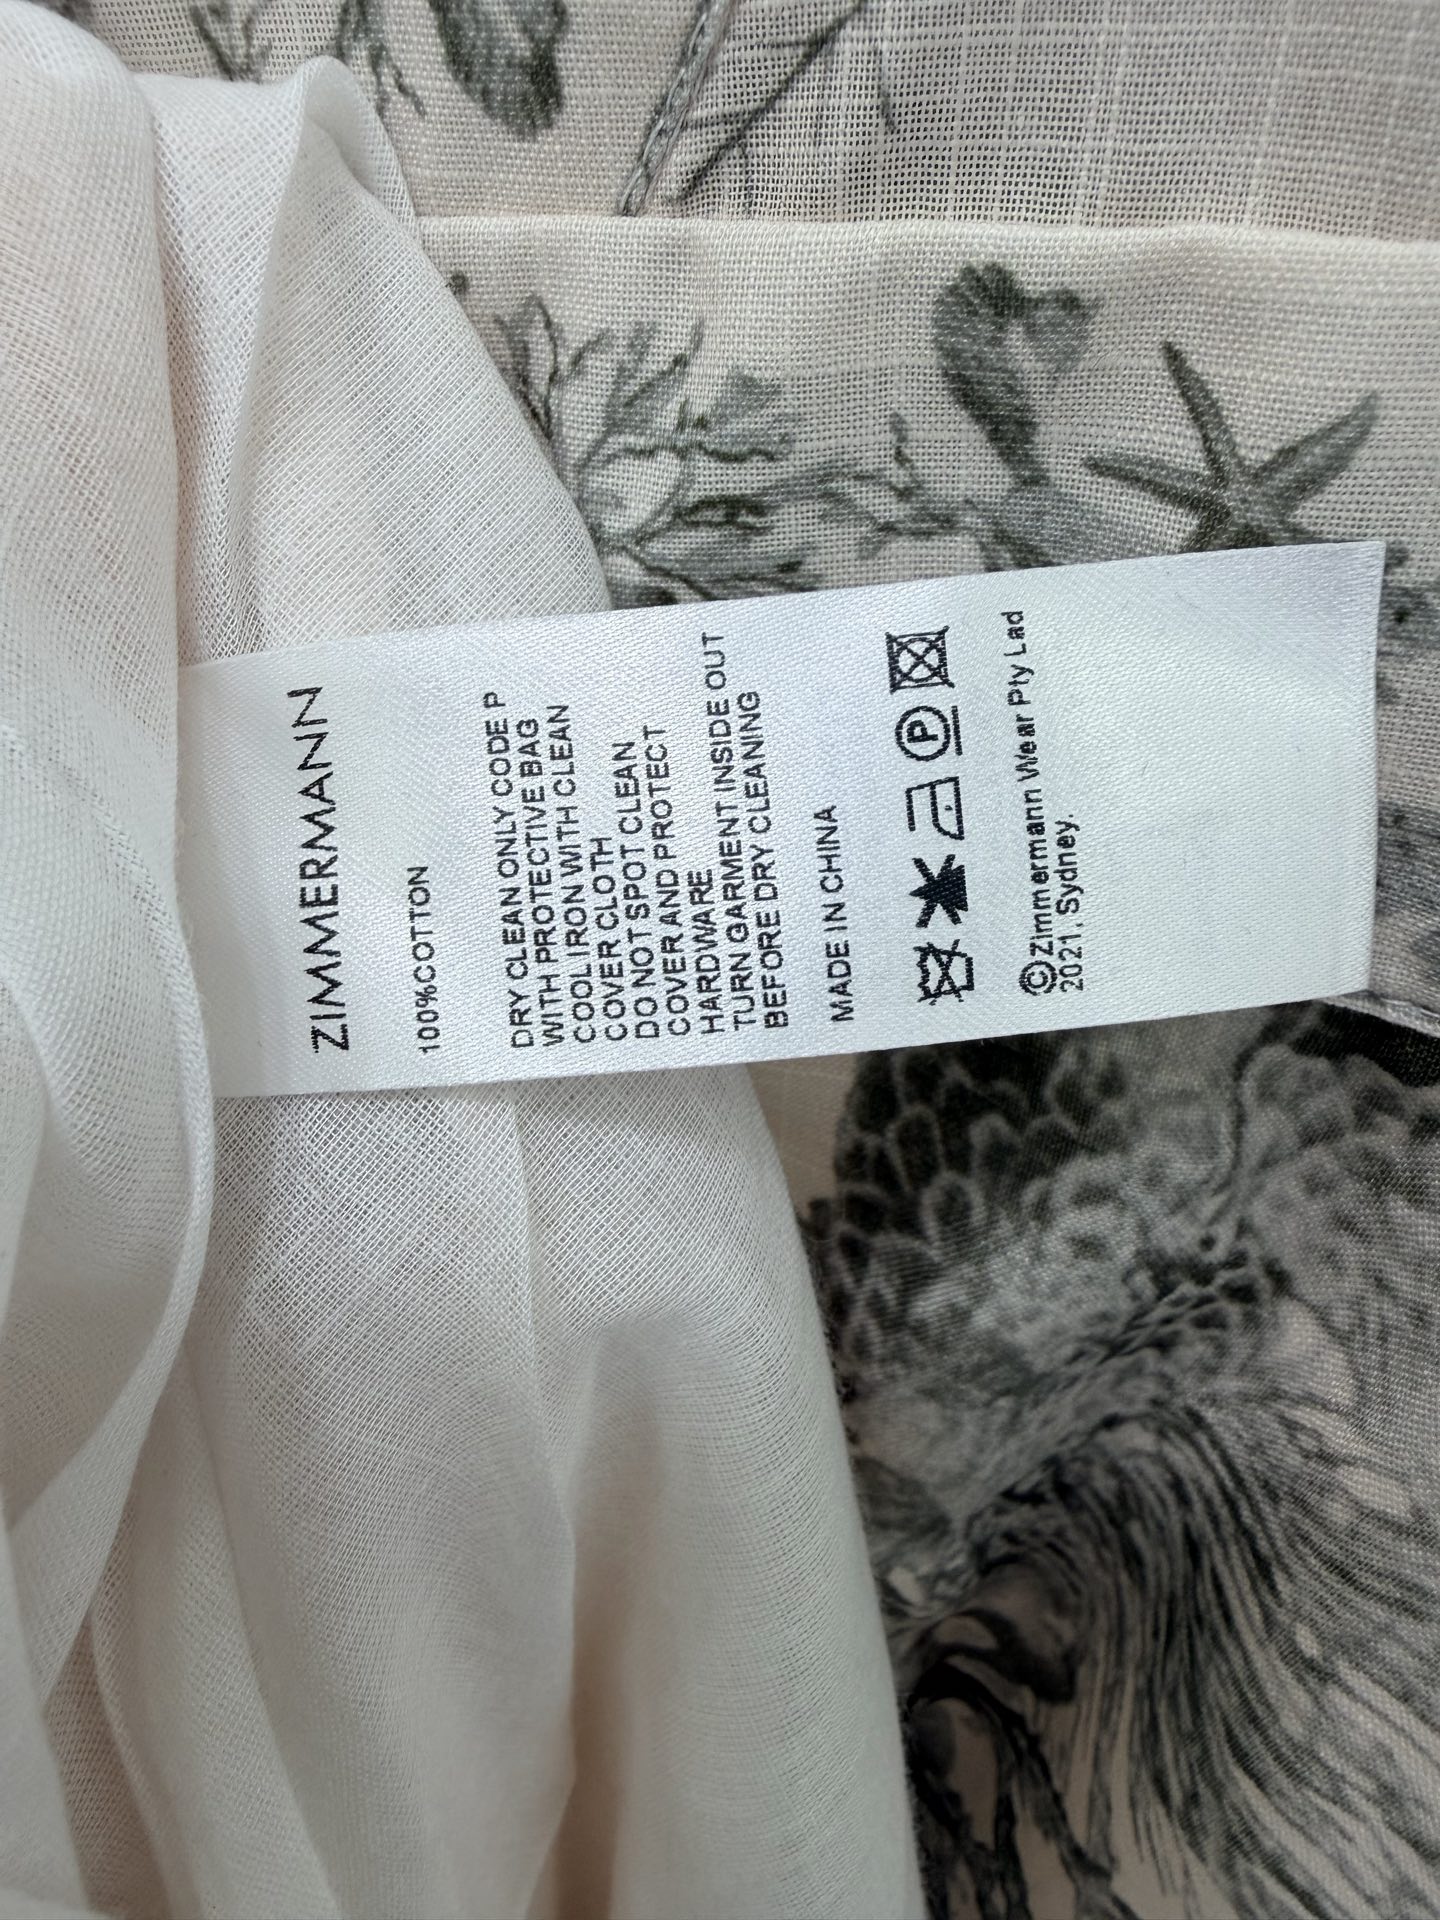 ZIMMERMANN
100%COTTON
DRY CLEAN ONLY CODE P
WITH PROTECTIVE BAG
COOL IRON WITH CLEAN
COVER CLOTH
DO NOT SPOT CLEAN
COVER AND PROTECT
HARDWARE
TURN GARMENT INSIDE OUT
BEFORE DRY CLEANING
MADE IN CHINA
P
©Zimmermann Wear Pty Lad
2021. Sydney.